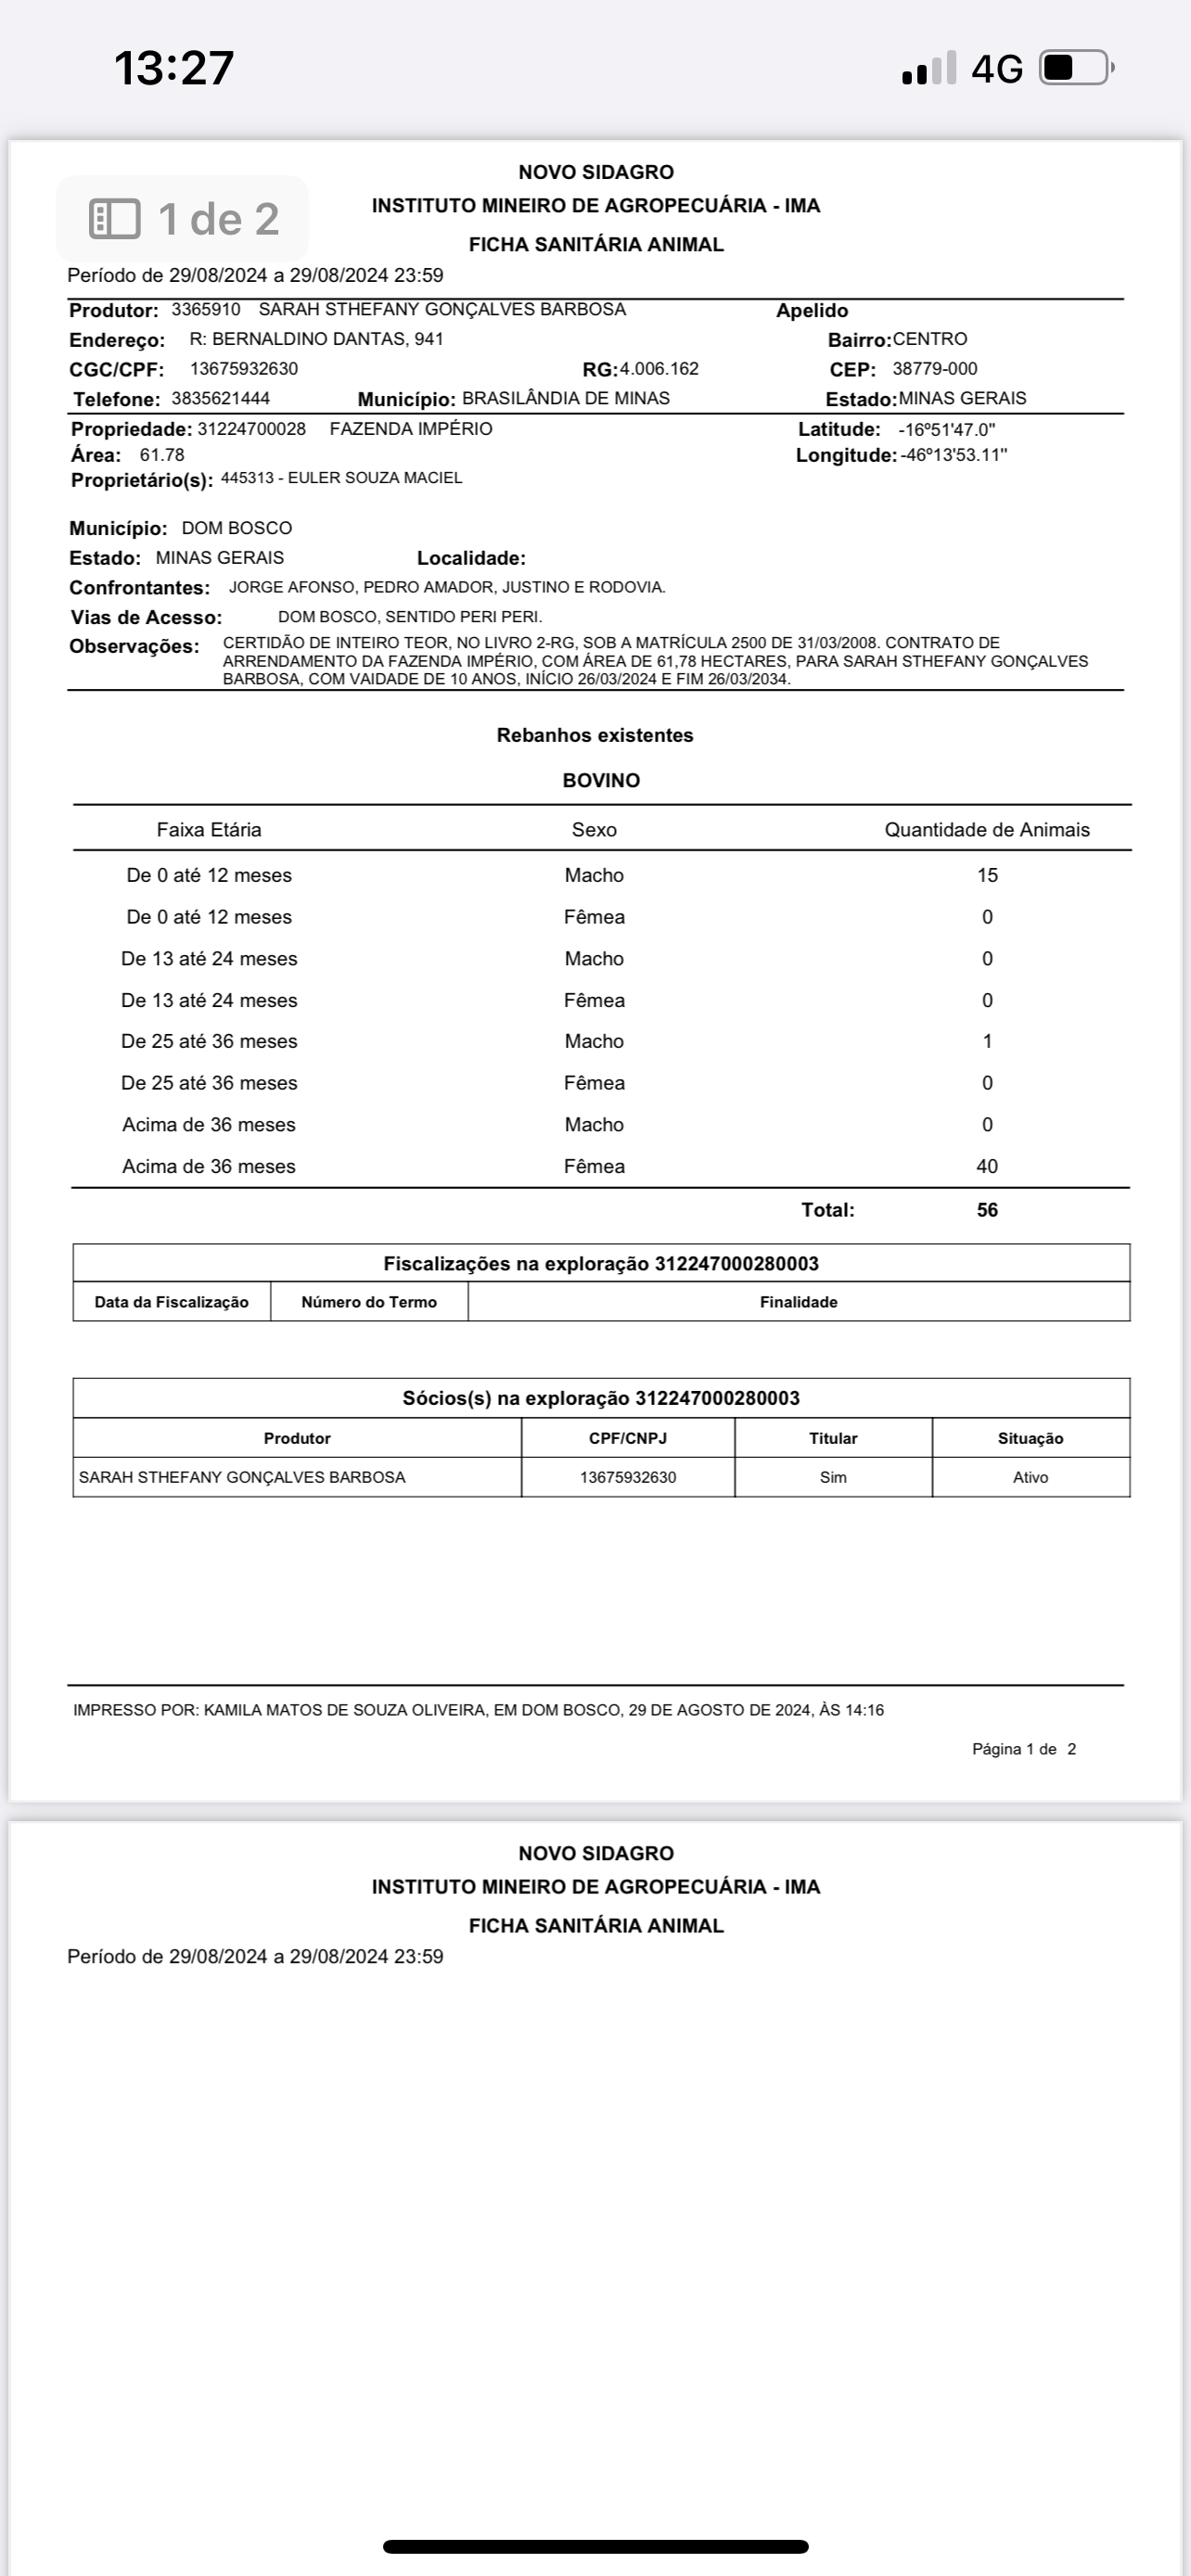 13:27 4G
NOVO SIDAGRO
1 de 2
INSTITUTO MINEIRO DE AGROPECUÁRIA - IMA
FICHA SANITÁRIA ANIMAL
Período de 29/08/2024 a 29/08/2024 23:59
Produtor: 3365910 SARAH STHEFANY GONÇALVES BARBOSA Apelido
Endereço: R: BERNALDINO DANTAS, 941 Bairro:CENTRO
CGC/CPF: 13675932630 RG:4.006.162 CEP: 38779-000
Telefone: 3835621444 Município: BRASILÂNDIA DE MINAS Estado:MINAS GERAIS
Propriedade: 31224700028 FAZENDA IMPÉRIO Latitude: -16º51'47.0"
Área: 61.78 Longitude:-46º13'53.11"
Proprietário(s): 445313 - EULER SOUZA MACIEL
Município: DOM BOSCO
Estado: MINAS GERAIS Localidade:
Confrontantes: JORGE AFONSO, PEDRO AMADOR, JUSTINO E RODOVIA.
Vias de Acesso: DOM BOSCO, SENTIDO PERI PERI.
Observações: CERTIDÃO DE INTEIRO TEOR, NO LIVRO 2-RG, SOB A MATRÍCULA 2500 DE 31/03/2008. CONTRATO DE
ARRENDAMENTO DA FAZENDA IMPÉRIO, COM ÁREA DE 61,78 HECTARES, PARA SARAH STHEFANY GONÇALVES
BARBOSA, COM VAIDADE DE 10 ANOS, INÍCIO 26/03/2024 E FIM 26/03/2034.
Rebanhos existentes
BOVINO
Faixa Etária Sexo Quantidade de Animais
De 0 até 12 meses Macho 15
De 0 até 12 meses Fêmea 0
De 13 até 24 meses Macho 0
De 13 até 24 meses Fêmea 0
De 25 até 36 meses Macho 1
De 25 até 36 meses Fêmea 0
Acima de 36 meses Macho 0
Acima de 36 meses Fêmea 40
Total: 56
Fiscalizações na exploração 312247000280003
Data da Fiscalização Número do Termo Finalidade
Sócios(s) na exploração 312247000280003
Produtor CPF/CNPJ Titular Situação
SARAH STHEFANY GONÇALVES BARBOSA 13675932630 Sim Ativo
IMPRESSO POR: KAMILA MATOS DE SOUZA OLIVEIRA, EM DOM BOSCO, 29 DE AGOSTO DE 2024, ÀS 14:16
Página 1 de 2
NOVO SIDAGRO
INSTITUTO MINEIRO DE AGROPECUÁRIA - IMA
FICHA SANITÁRIA ANIMAL
Período de 29/08/2024 a 29/08/2024 23:59